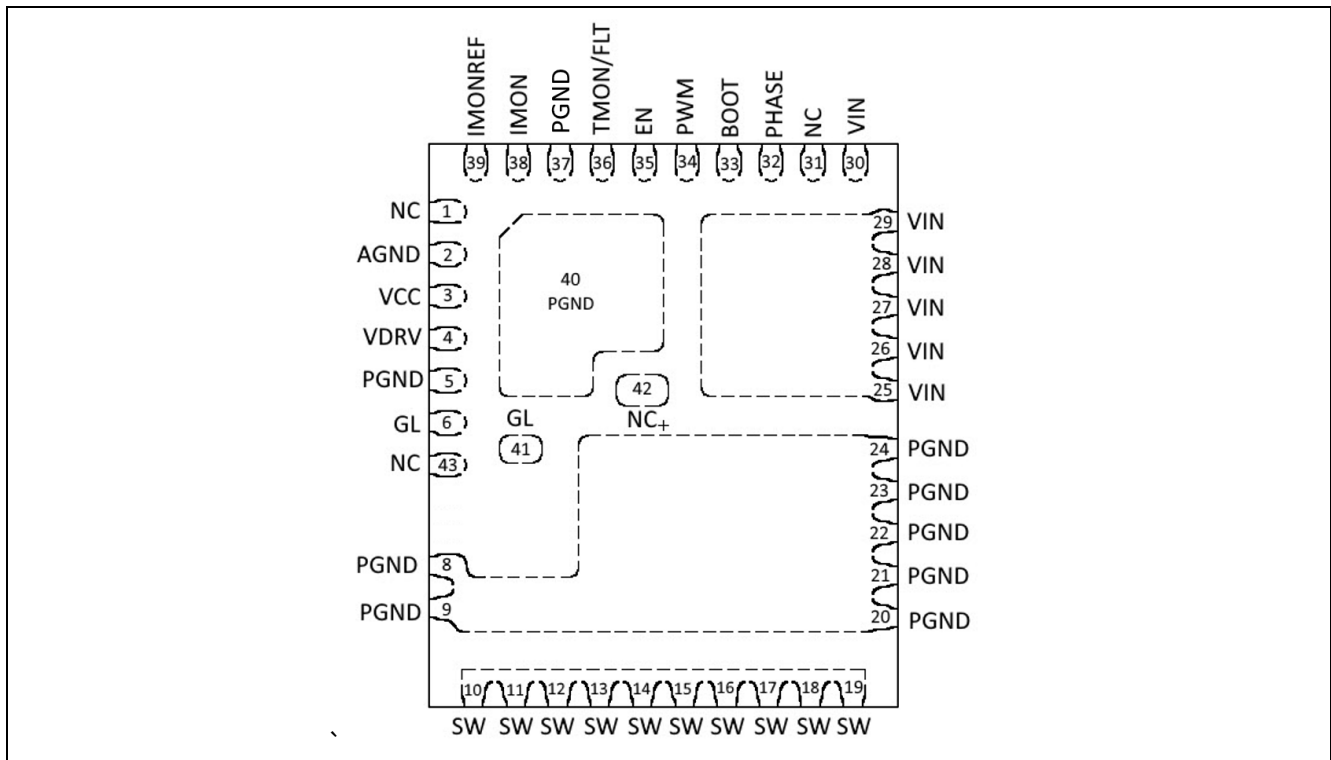 IMONREF
IMON
PGND
TMON/FLT
EN
PWM
BOOT
PHASE
NC
VIN
39 38 37 36 35 34 33 32 31 30
NC 1
AGND 2
VCC 3
VDRV 4
PGND 5
GL 6
NC 43
PGND 8
PGND 9
40
PGND
42
NC+
GL
41
29 VIN
28 VIN
27 VIN
26 VIN
25 VIN
24 PGND
23 PGND
22 PGND
21 PGND
20 PGND
10 11 12 13 14 15 16 17 18 19
SW SW SW SW SW SW SW SW SW SW